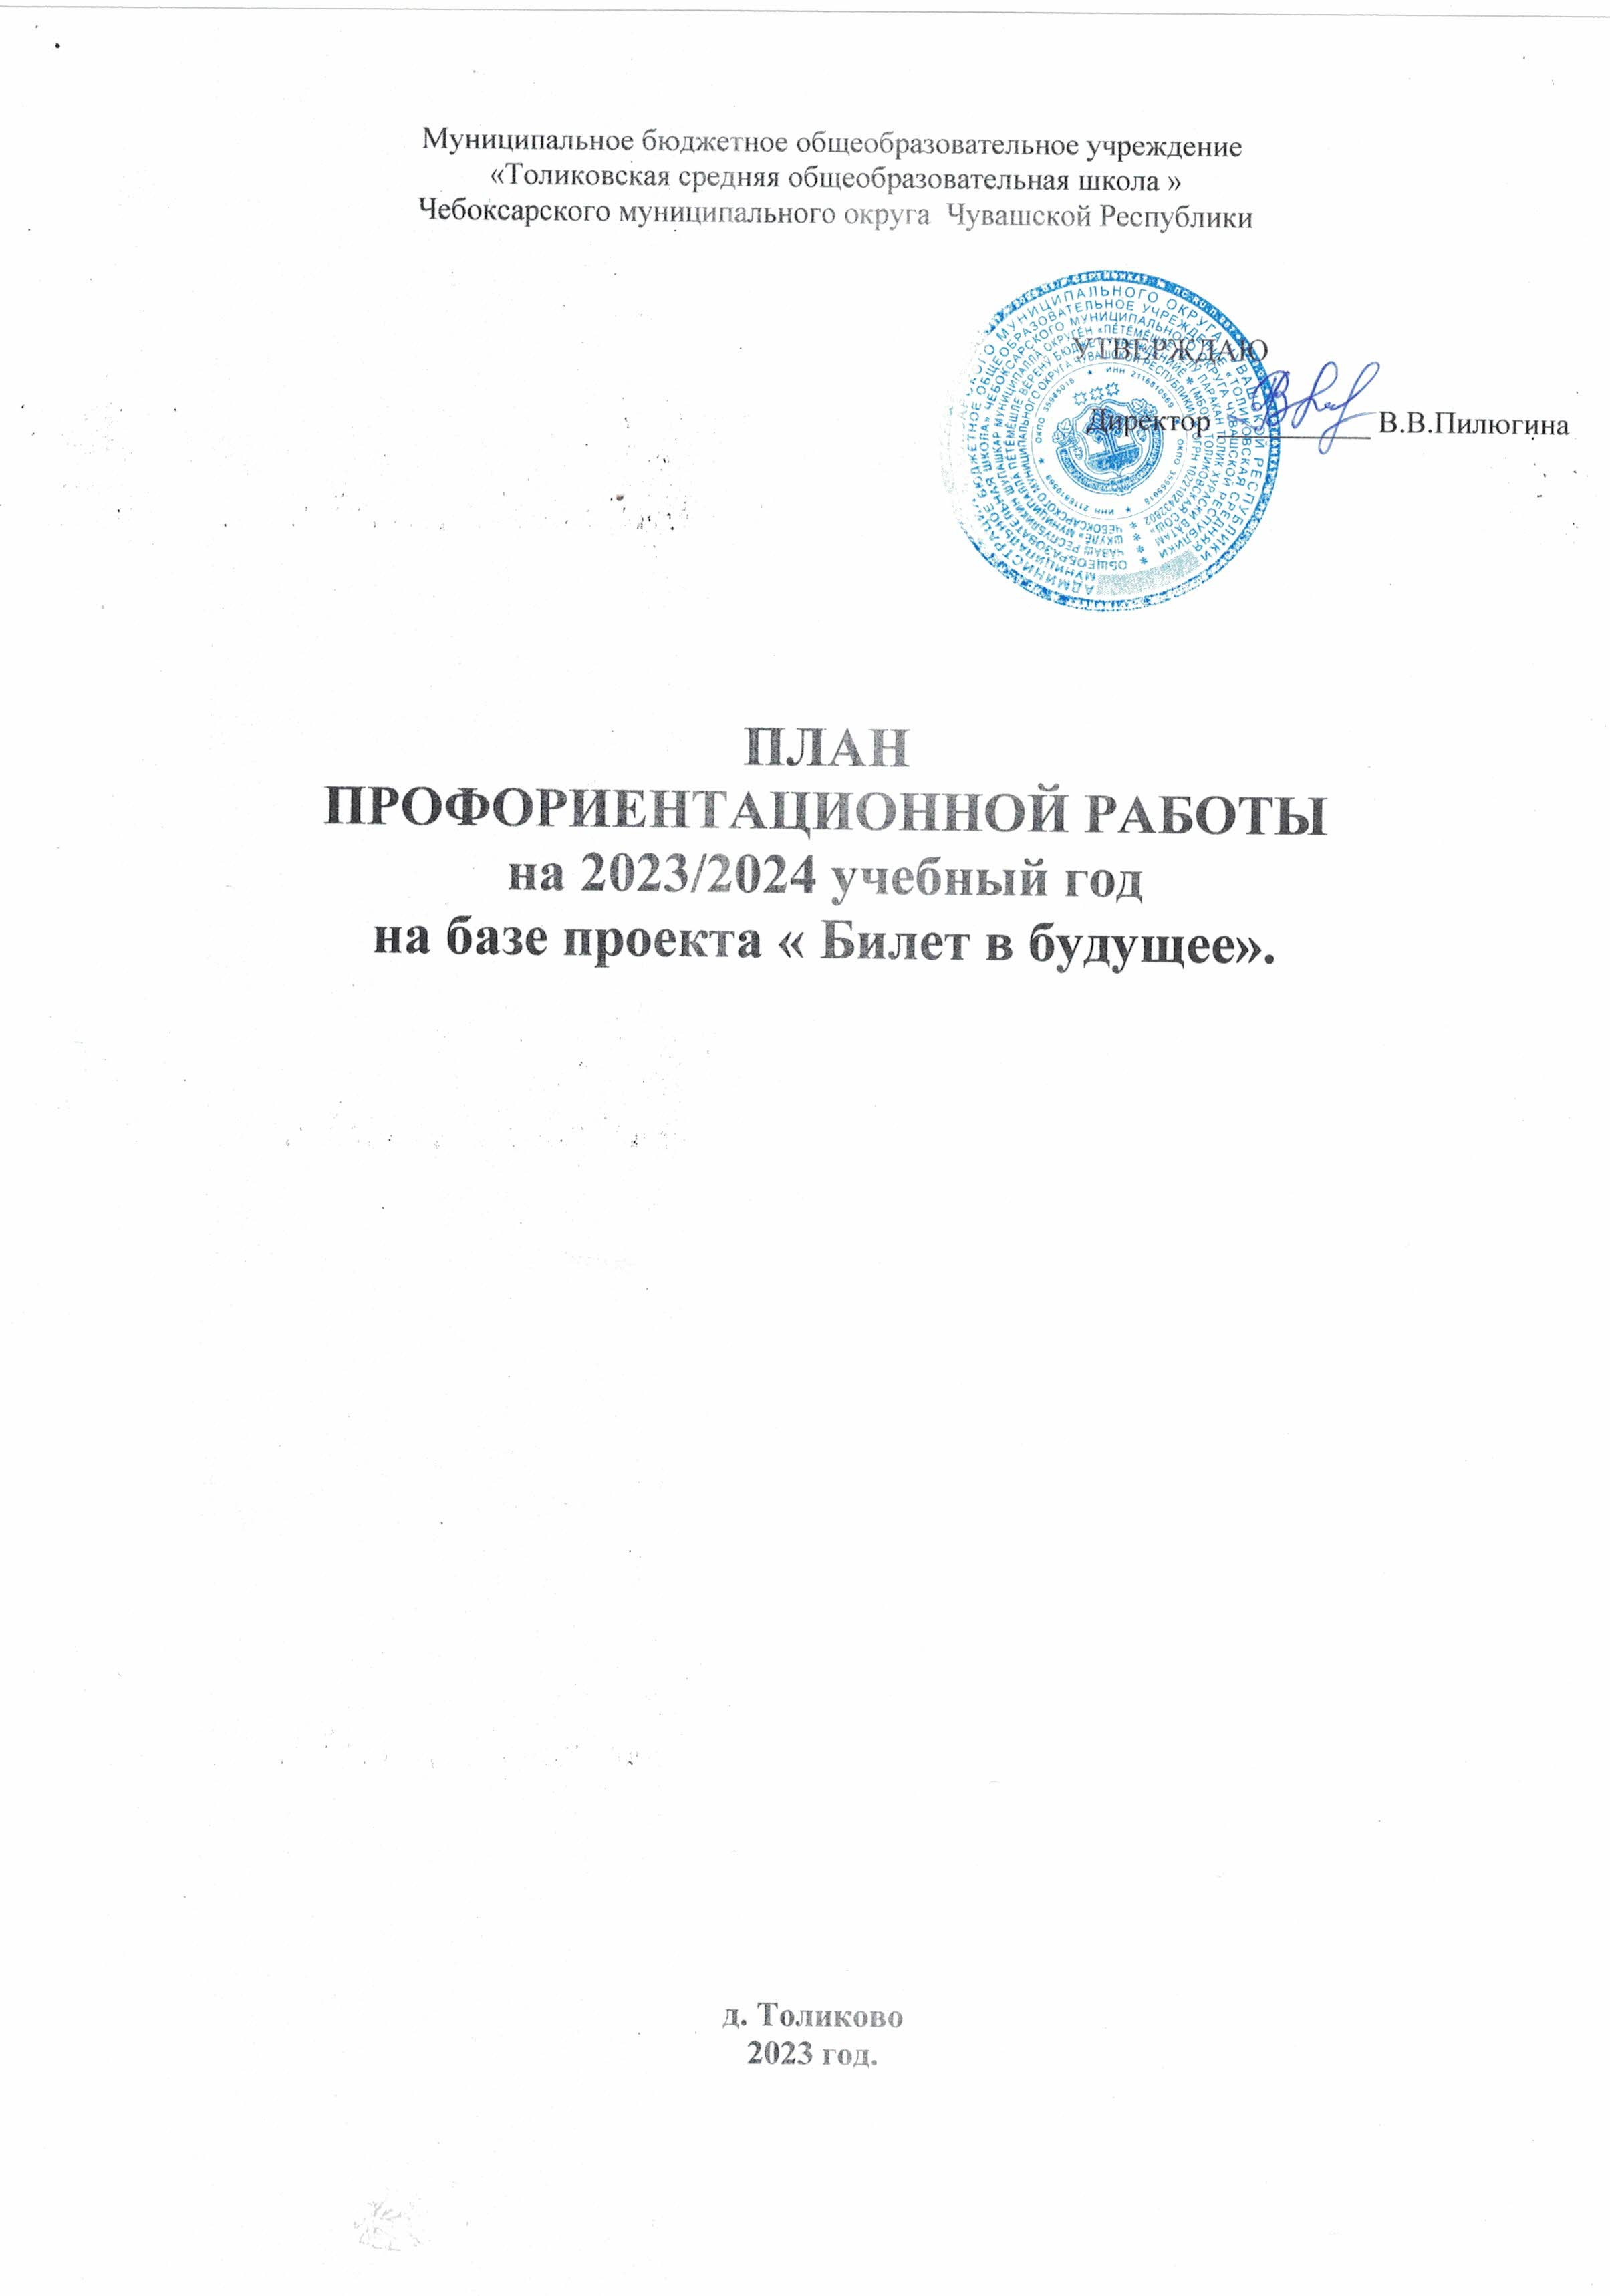 Муниципальное бюджетное общеобразовательное учреждение
«Толиковская средняя общеобразовательная школа »
Чебоксарского муниципального округа  Чувашской Республики
УТВЕРЖДАЮ
Директор ___________ В.В.Пилюгина
ПЛАН
ПРОФОРИЕНТАЦИОННОЙ РАБОТЫ
на 2023/2024 учебный год
на базе проекта « Билет в будущее».
д. Толиково
2023 год.